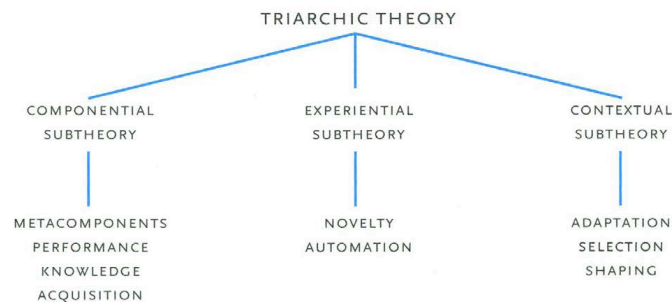 TRIARCHIC THEORY
COMPONENTIAL
SUBTHEORY
EXPERIENTIAL
SUBTHEORY
CONTEXTUAL
SUBTHEORY
METACOMPONENTS
PERFORMANCE
KNOWLEDGE
ACQUISITION
NOVELTY
AUTOMATION
ADAPTATION
SELECTION
SHAPING